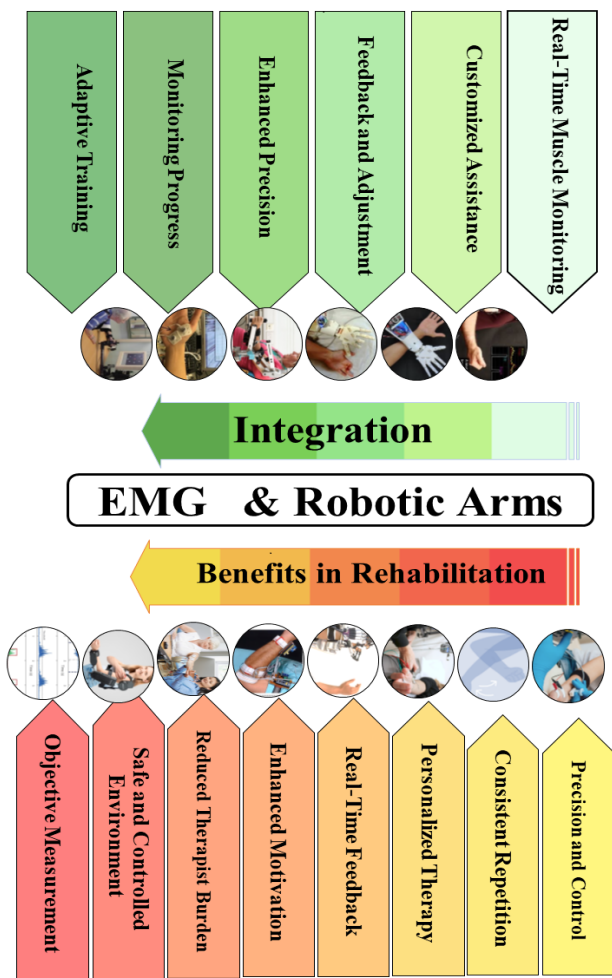 Adaptive Training
Monitoring Progress
Enhanced Precision
Feedback and Adjustment
Customized Assistance
Real-Time Muscle Monitoring
Integration
EMG & Robotic Arms
Benefits in Rehabilitation
Objective Measurement
Safe and Controlled
Environment
Reduced Therapist Burden
Enhanced Motivation
Real-Time Feedback
Personalized Therapy
Consistent Repetition
Precision and Control